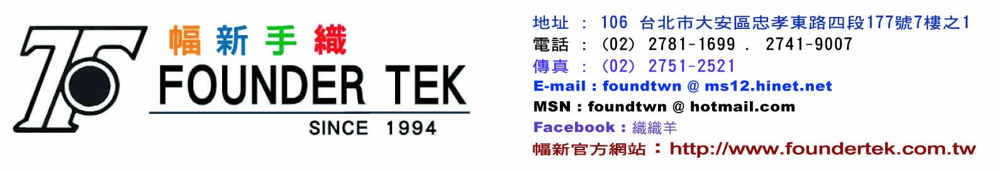 幅新手織
FOUNDER TEK
SINCE 1994
地址 : 106 台北市大安區忠孝東路四段177號7樓之1
電話 : (02) 2781-1699 . 2741-9007
傳真 : (02) 2751-2521
E-mail : foundtwn @ ms12.hinet.net
MSN : foundtwn @ hotmail.com
Facebook : 織織羊
幅新官方網站：http://www.foundertek.com.tw